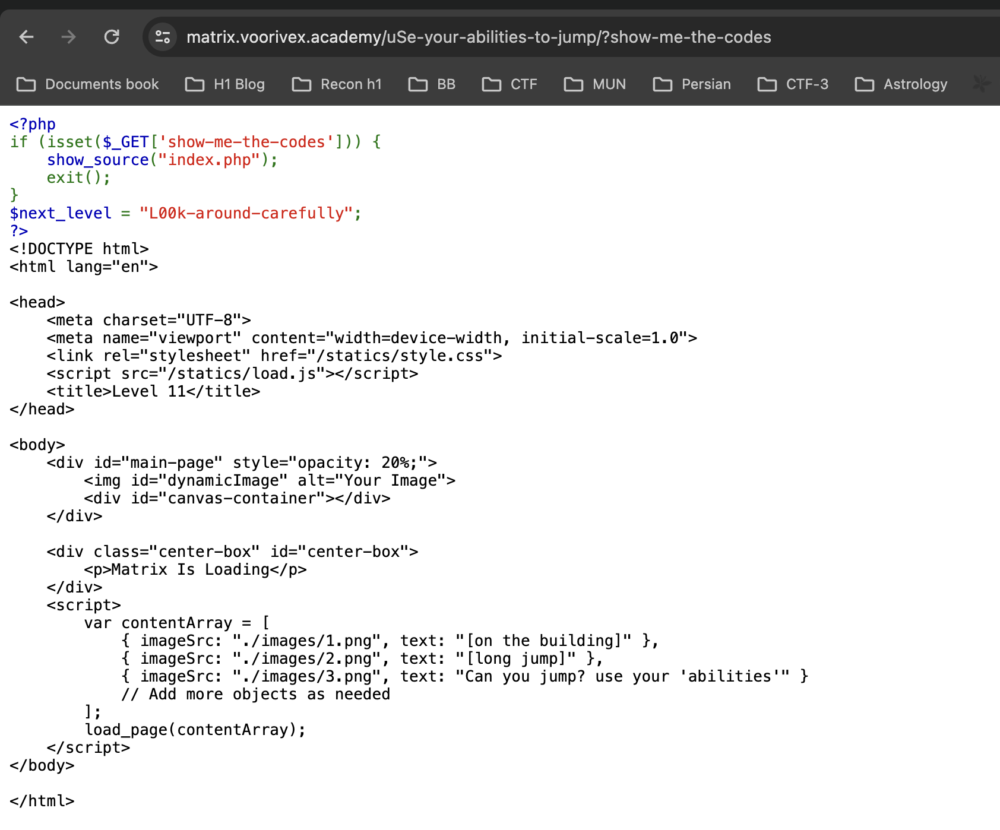 matrix.voorivex.academy/uSe-your-abilities-to-jump/?show-me-the-codes
Documents book H1 Blog Recon h1 BB CTF MUN Persian CTF-3 Astrology
<?php
if (isset($_GET['show-me-the-codes'])) {
    show_source("index.php");
    exit();
}
$next_level = "L00k-around-carefully";
?>
<!DOCTYPE html>
<html lang="en">

<head>
    <meta charset="UTF-8">
    <meta name="viewport" content="width=device-width, initial-scale=1.0">
    <link rel="stylesheet" href="/statics/style.css">
    <script src="/statics/load.js"></script>
    <title>Level 11</title>
</head>

<body>
    <div id="main-page" style="opacity: 20%;">
        <img id="dynamicImage" alt="Your Image">
        <div id="canvas-container"></div>
    </div>

    <div class="center-box" id="center-box">
        <p>Matrix Is Loading</p>
    </div>
    <script>
        var contentArray = [
            { imageSrc: "./images/1.png", text: "[on the building]" },
            { imageSrc: "./images/2.png", text: "[long jump]" },
            { imageSrc: "./images/3.png", text: "Can you jump? use your 'abilities'" }
            // Add more objects as needed
        ];
        load_page(contentArray);
    </script>
</body>

</html>